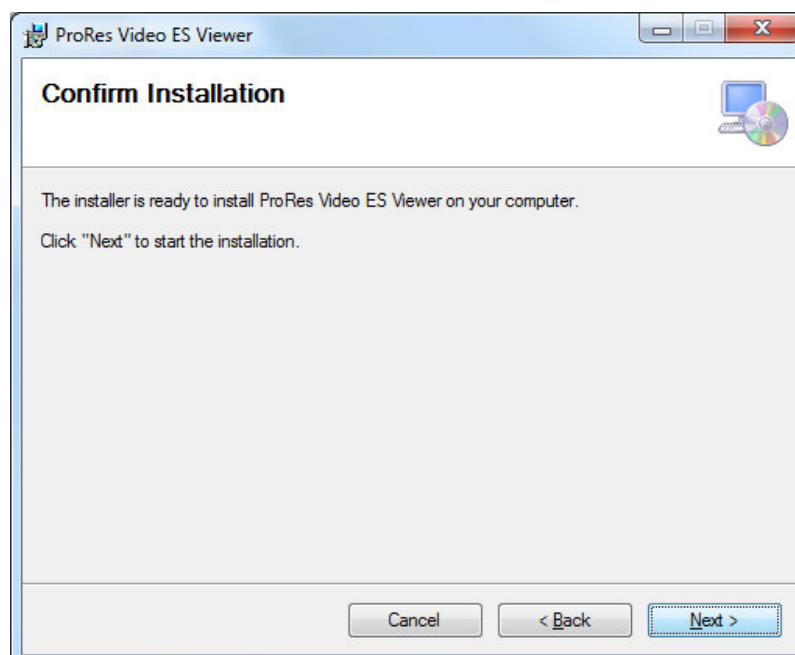 ProRes Video ES Viewer
Confirm Installation
The installer is ready to install ProRes Video ES Viewer on your computer.
Click "Next" to start the installation.
Cancel
< Back
Next >